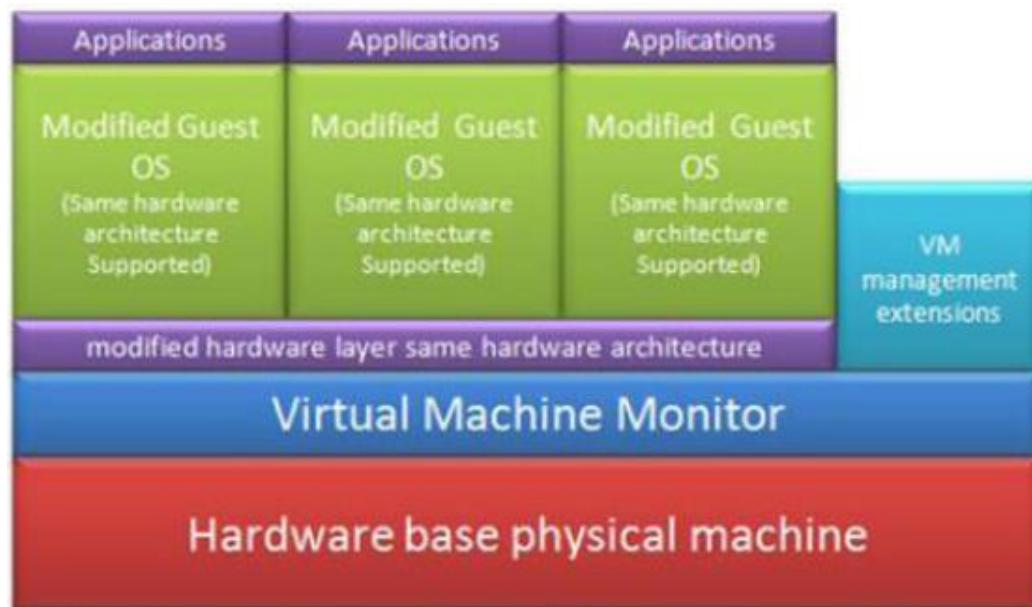 Applications
Applications
Applications
Modified Guest
OS
(Same hardware
architecture
Supported)
Modified Guest
OS
(Same hardware
architecture
Supported)
Modified Guest
OS
(Same hardware
architecture
Supported)
VM
management
extensions
modified hardware layer same hardware architecture
Virtual Machine Monitor
Hardware base physical machine